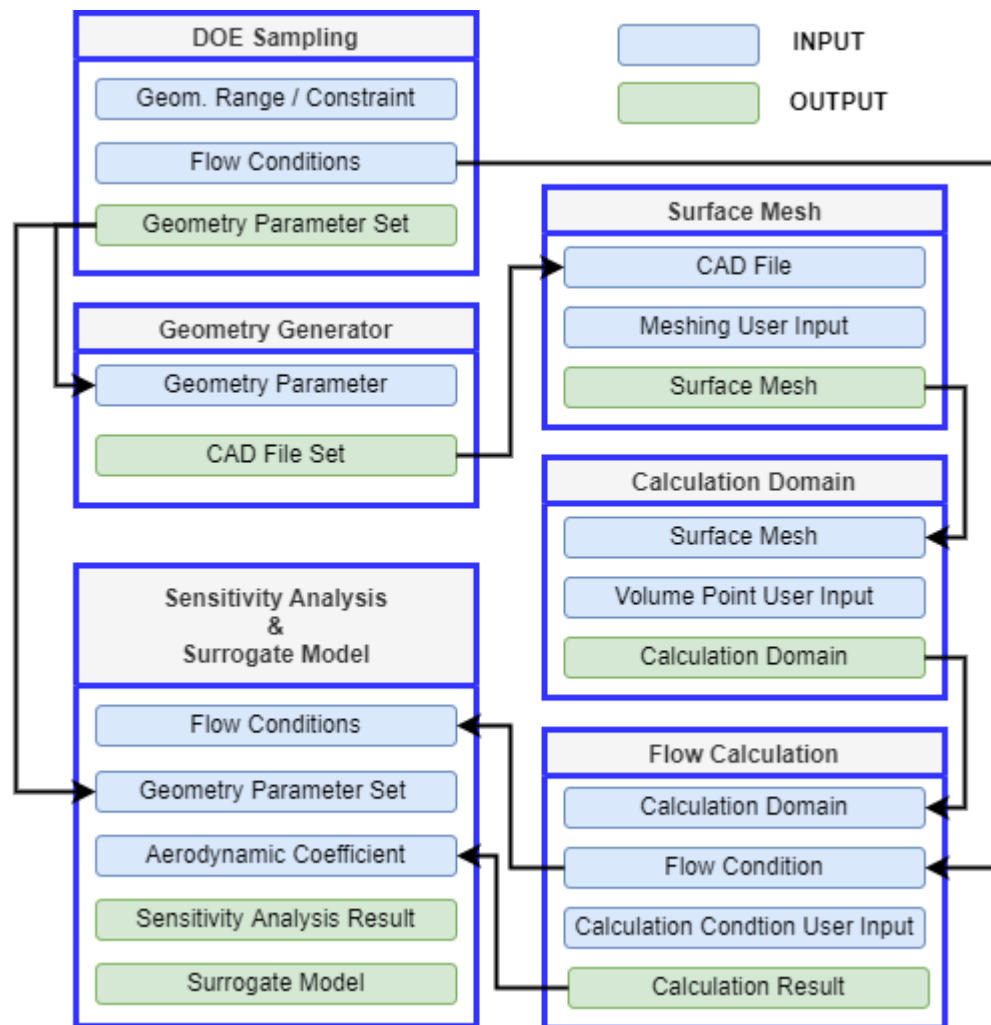 DOE Sampling
Geom. Range / Constraint
Flow Conditions
Geometry Parameter Set
INPUT
OUTPUT
Geometry Generator
Geometry Parameter
CAD File Set
Surface Mesh
CAD File
Meshing User Input
Surface Mesh
Calculation Domain
Surface Mesh
Volume Point User Input
Calculation Domain
Flow Calculation
Calculation Domain
Flow Condition
Calculation Condtion User Input
Calculation Result
Sensitivity Analysis
&
Surrogate Model
Flow Conditions
Geometry Parameter Set
Aerodynamic Coefficient
Sensitivity Analysis Result
Surrogate Model